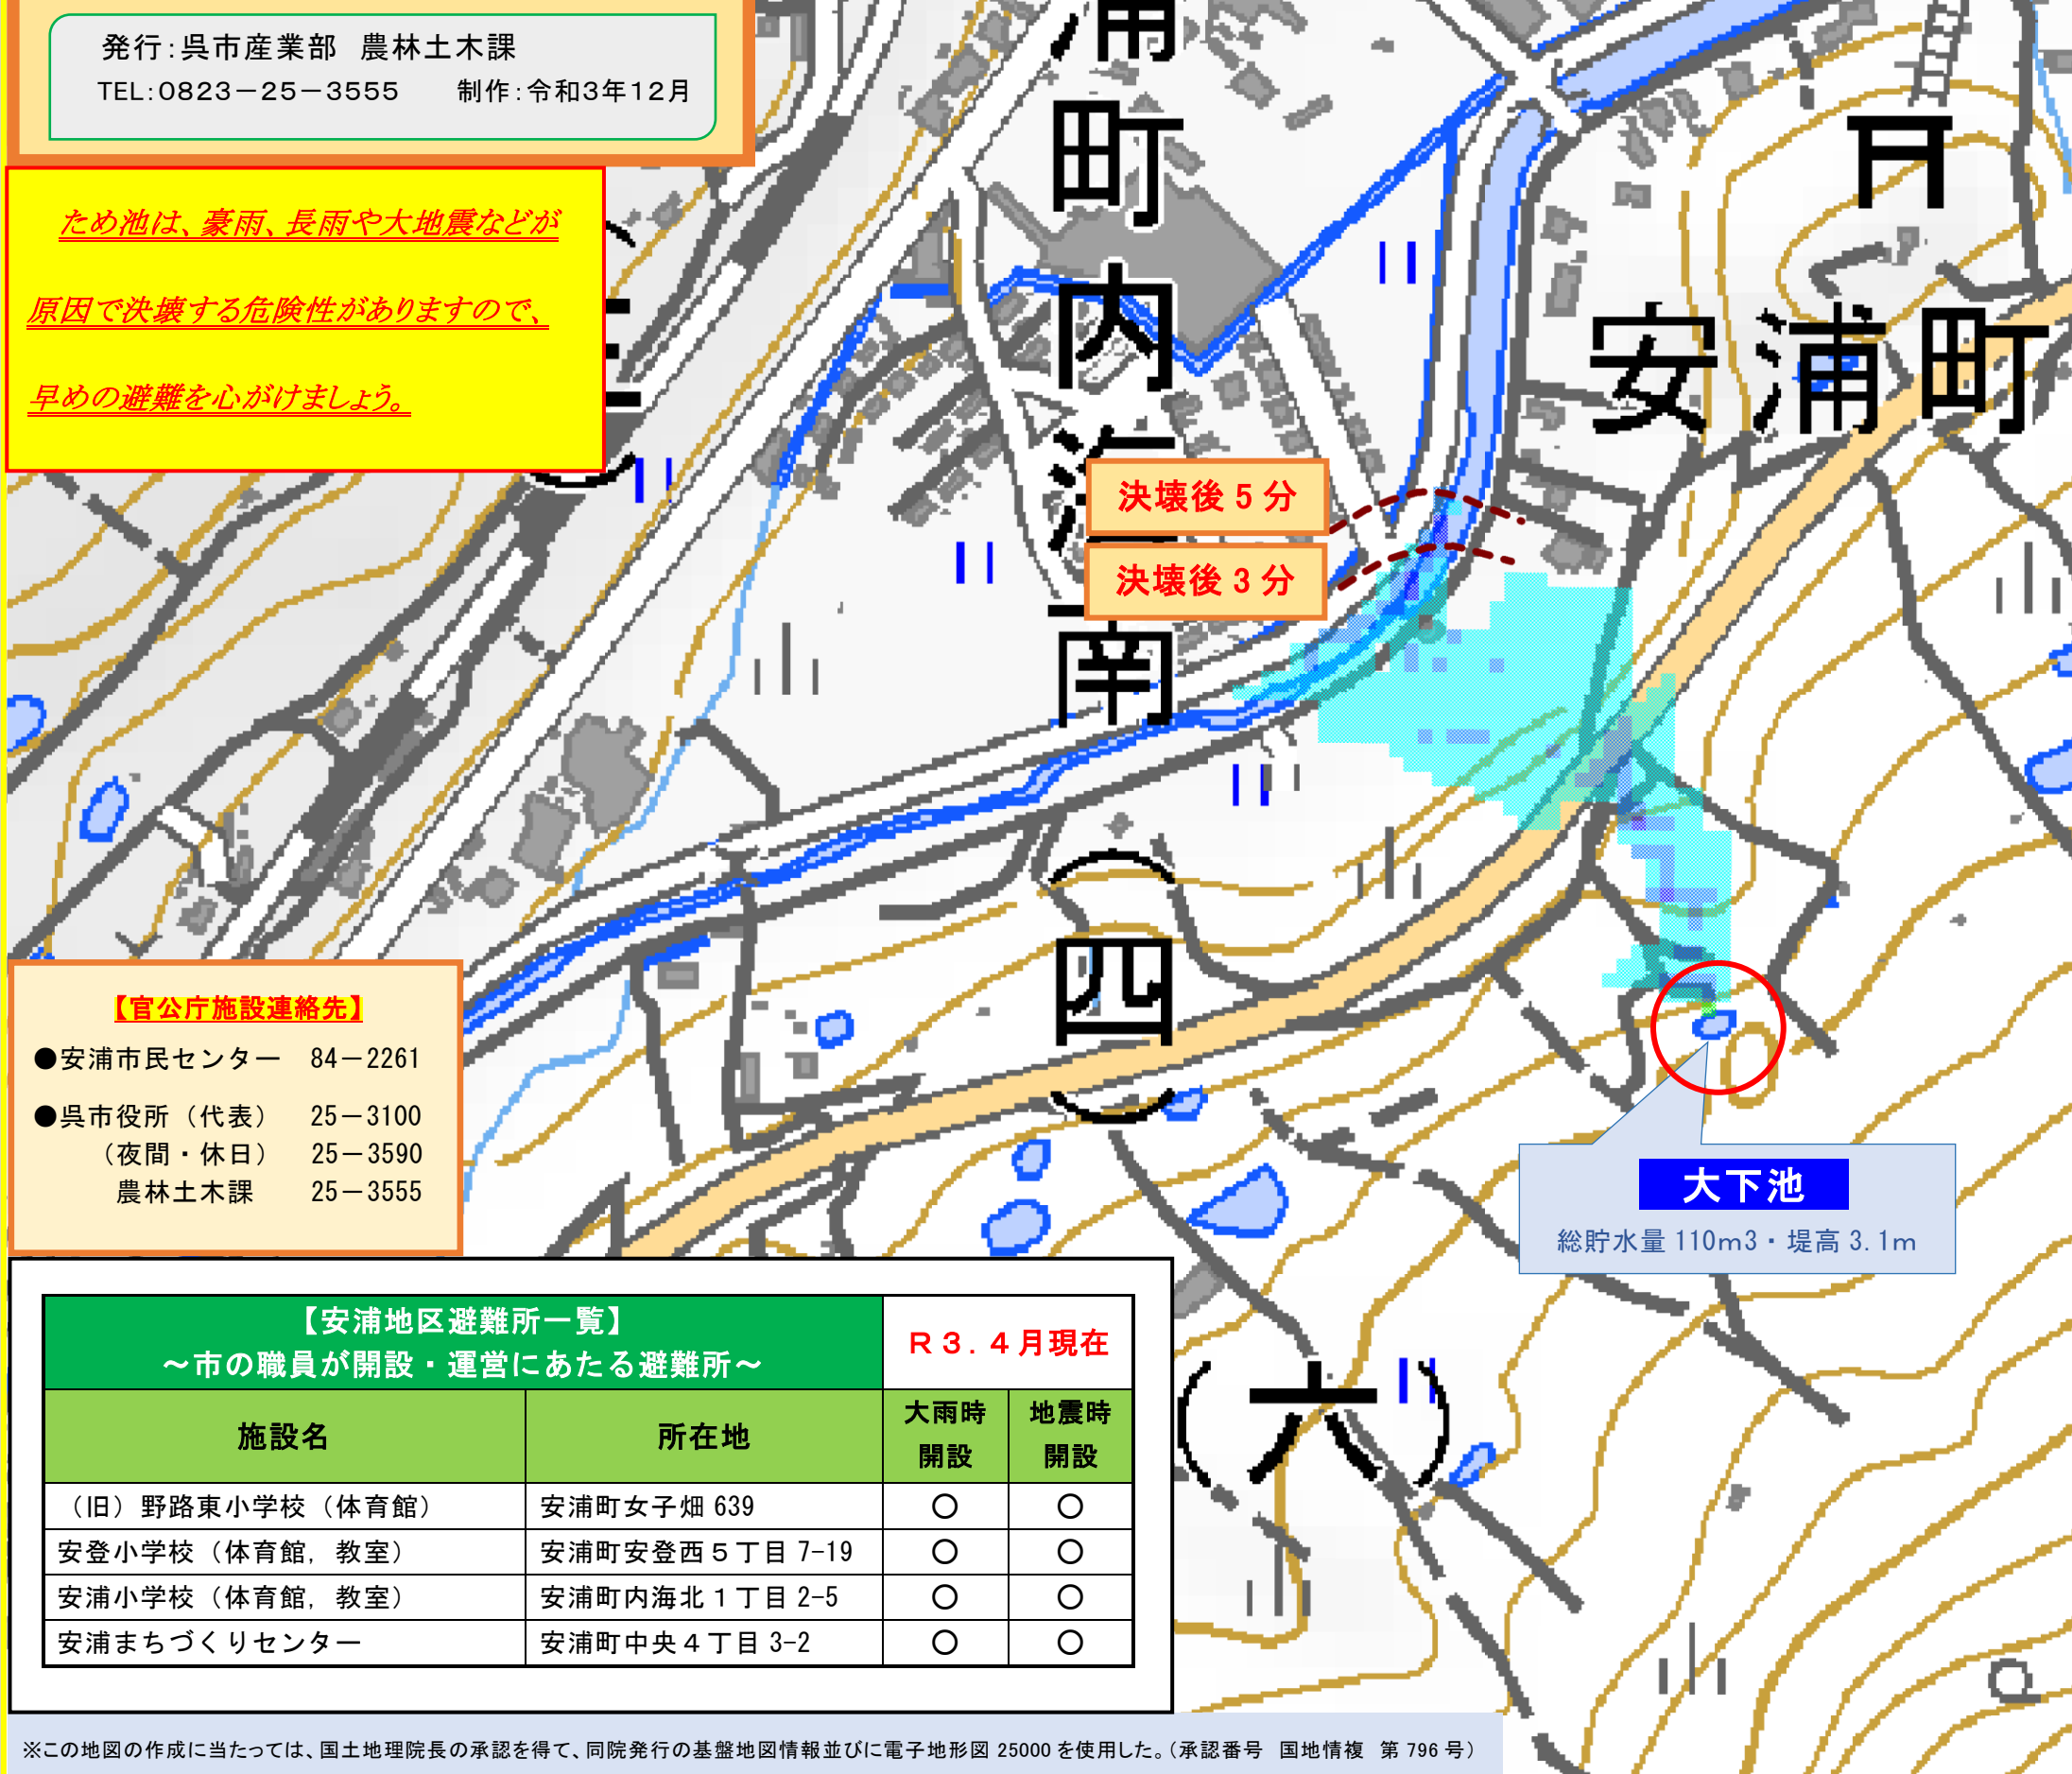 発行：呉市産業部　農林土木課
TEL：0823－25－3555　　制作：令和3年12月
ため池は、豪雨、長雨や大地震などが
原因で決壊する危険性がありますので、
早めの避難を心がけましょう。
町内海南
（四）
安浦町
決壊後 5 分
決壊後 3 分
【官公庁施設連絡先】
●安浦市民センター　84－2261
●呉市役所（代表）　25－3100
（夜間・休日）　25－3590
農林土木課　25－3555
大下池
総貯水量 110m3・堤高 3.1m
（六）
【安浦地区避難所一覧】
～市の職員が開設・運営にあたる避難所～
Ｒ３．４月現在
施設名　所在地　大雨時開設　地震時開設
（旧）野路東小学校（体育館）　安浦町女子畑 639　○　○
安登小学校（体育館，教室）　安浦町安登西５丁目 7-19　○　○
安浦小学校（体育館，教室）　安浦町内海北１丁目 2-5　○　○
安浦まちづくりセンター　安浦町中央４丁目 3-2　○　○
※この地図の作成に当たっては、国土地理院長の承認を得て、同院発行の基盤地図情報並びに電子地形図 25000 を使用した。（承認番号　国地情複　第 796 号）